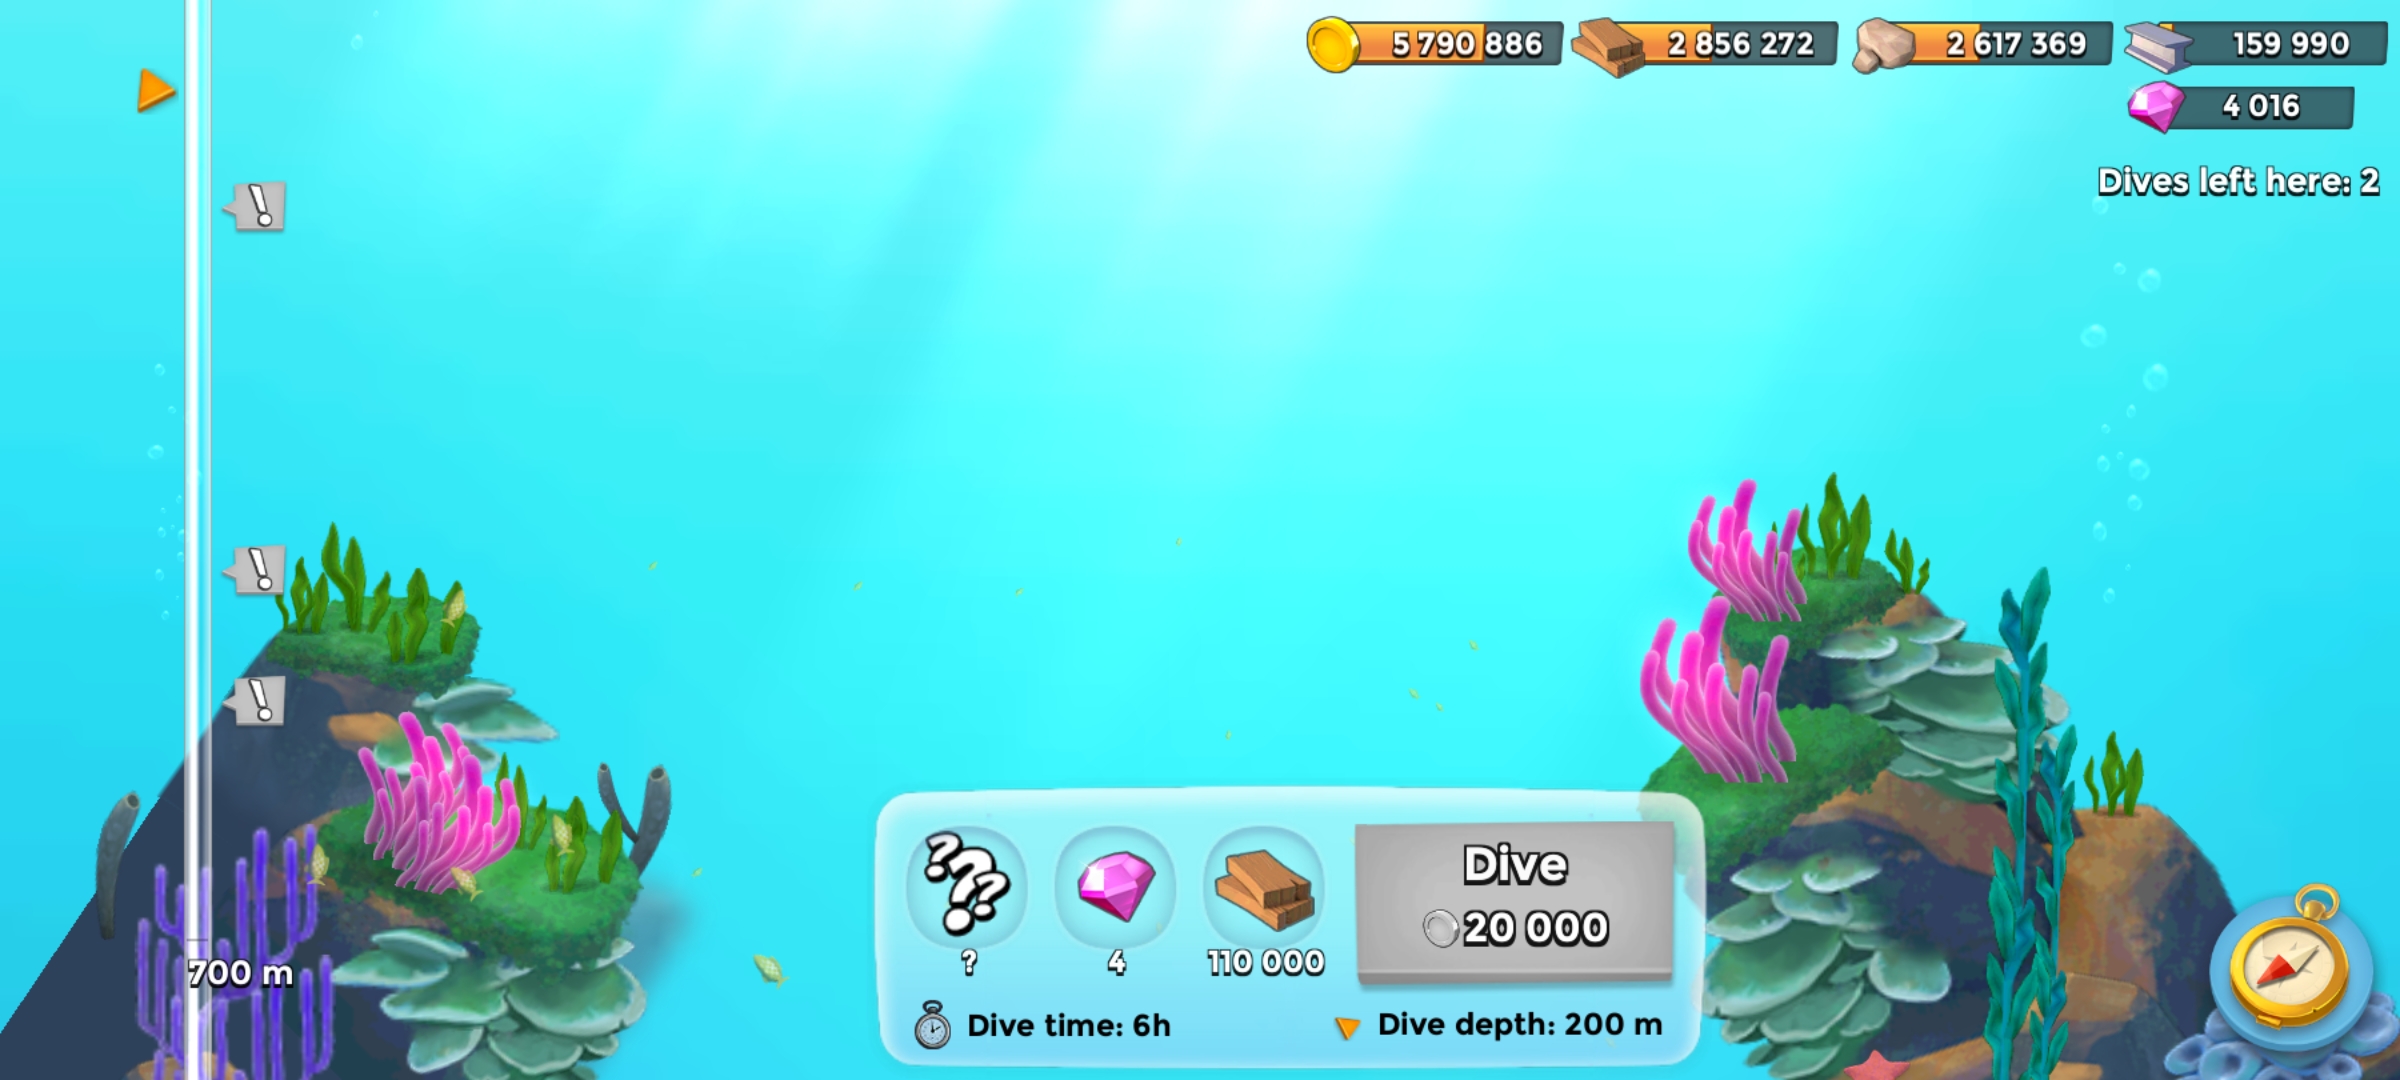 5 790 886
2 856 272
2 617 369
159 990
4 016
Dives left here: 2
!
!
!
700 m
???
?
4
110 000
Dive
20 000
Dive time: 6h
Dive depth: 200 m